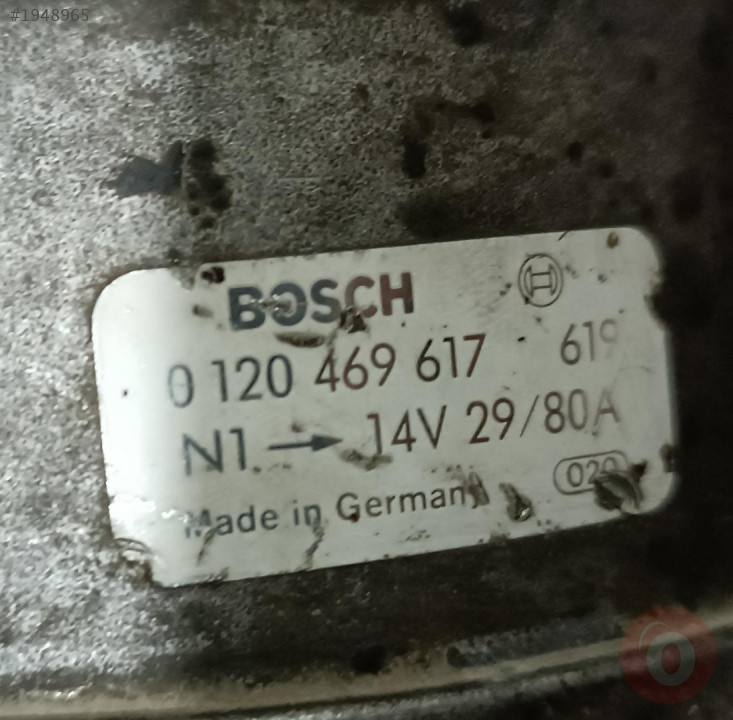 #1948965
BOSCH
0 120 469 617 619
N1 → 14V 29/80A
Made in Germany 020